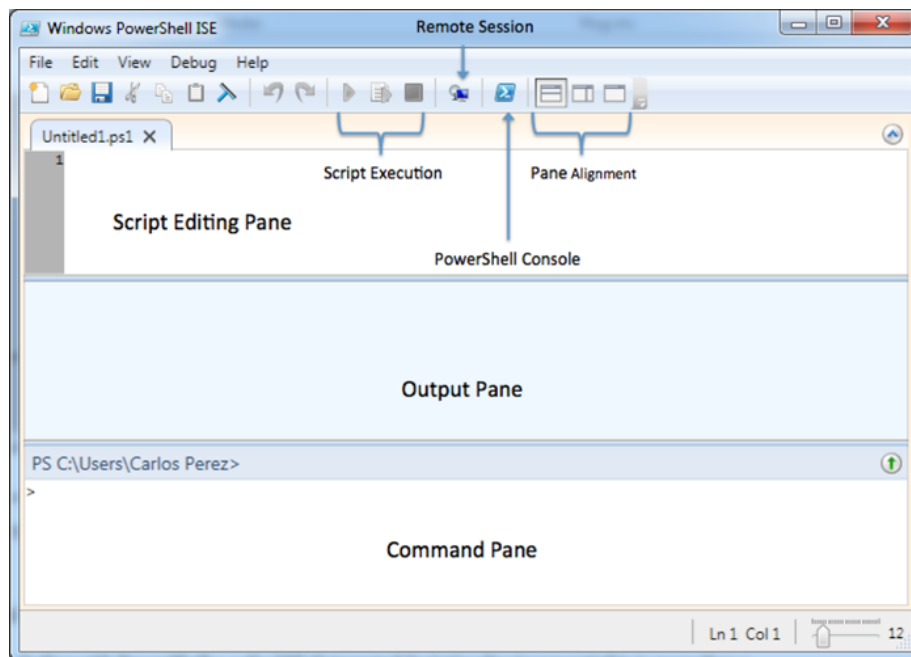 Windows PowerShell ISE
Remote Session
File Edit View Debug Help
Untitled1.ps1
1
Script Execution
Pane Alignment
Script Editing Pane
PowerShell Console
Output Pane
PS C:\Users\Carlos Perez>
>
Command Pane
Ln 1 Col 1
12